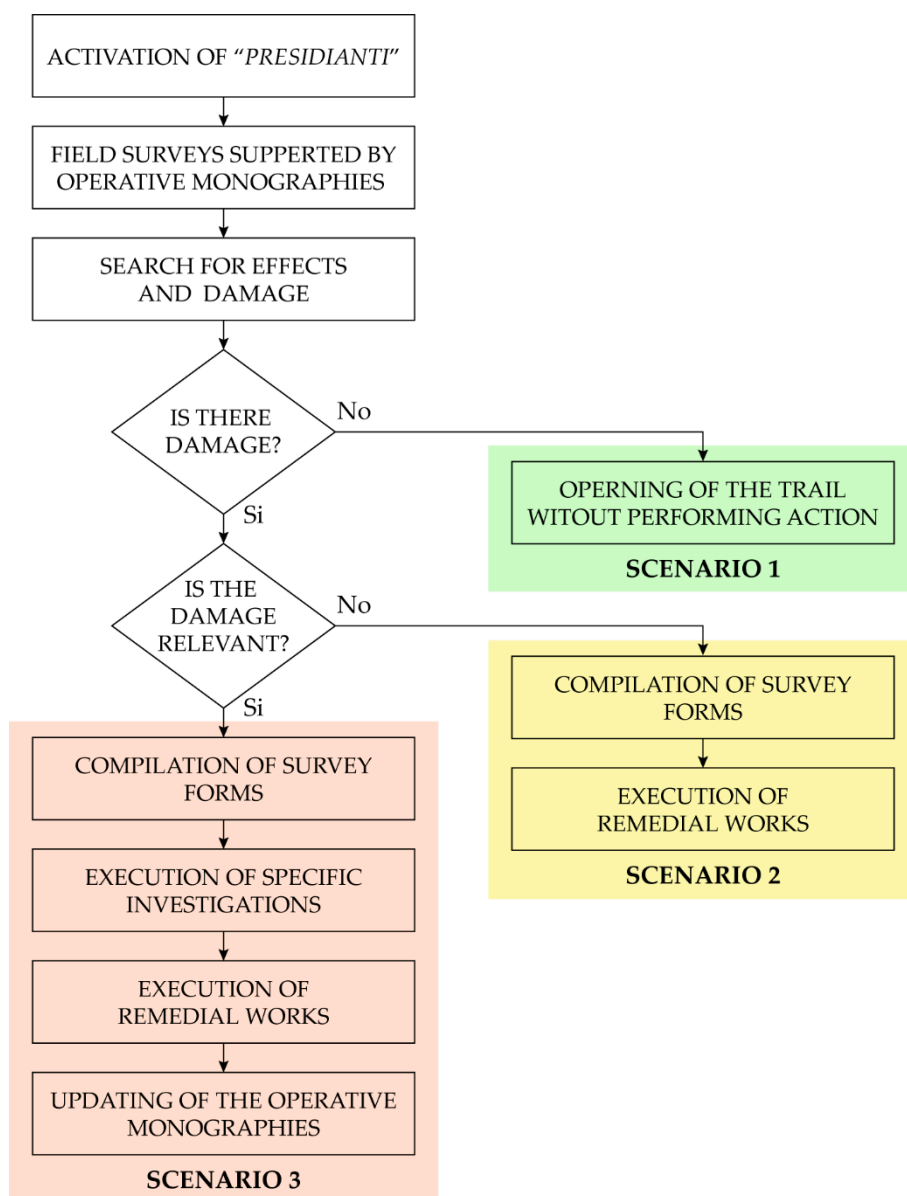 ACTIVATION OF “PRESIDIANTI”
FIELD SURVEYS SUPPERTED BY
OPERATIVE MONOGRAPHIES
SEARCH FOR EFFECTS
AND DAMAGE
IS THERE
DAMAGE?
No
OPERNING OF THE TRAIL
WITOUT PERFORMING ACTION
SCENARIO 1
Si
IS THE
DAMAGE
RELEVANT?
No
COMPILATION OF SURVEY
FORMS
EXECUTION OF
REMEDIAL WORKS
SCENARIO 2
Si
COMPILATION OF SURVEY
FORMS
EXECUTION OF SPECIFIC
INVESTIGATIONS
EXECUTION OF
REMEDIAL WORKS
UPDATING OF THE OPERATIVE
MONOGRAPHIES
SCENARIO 3